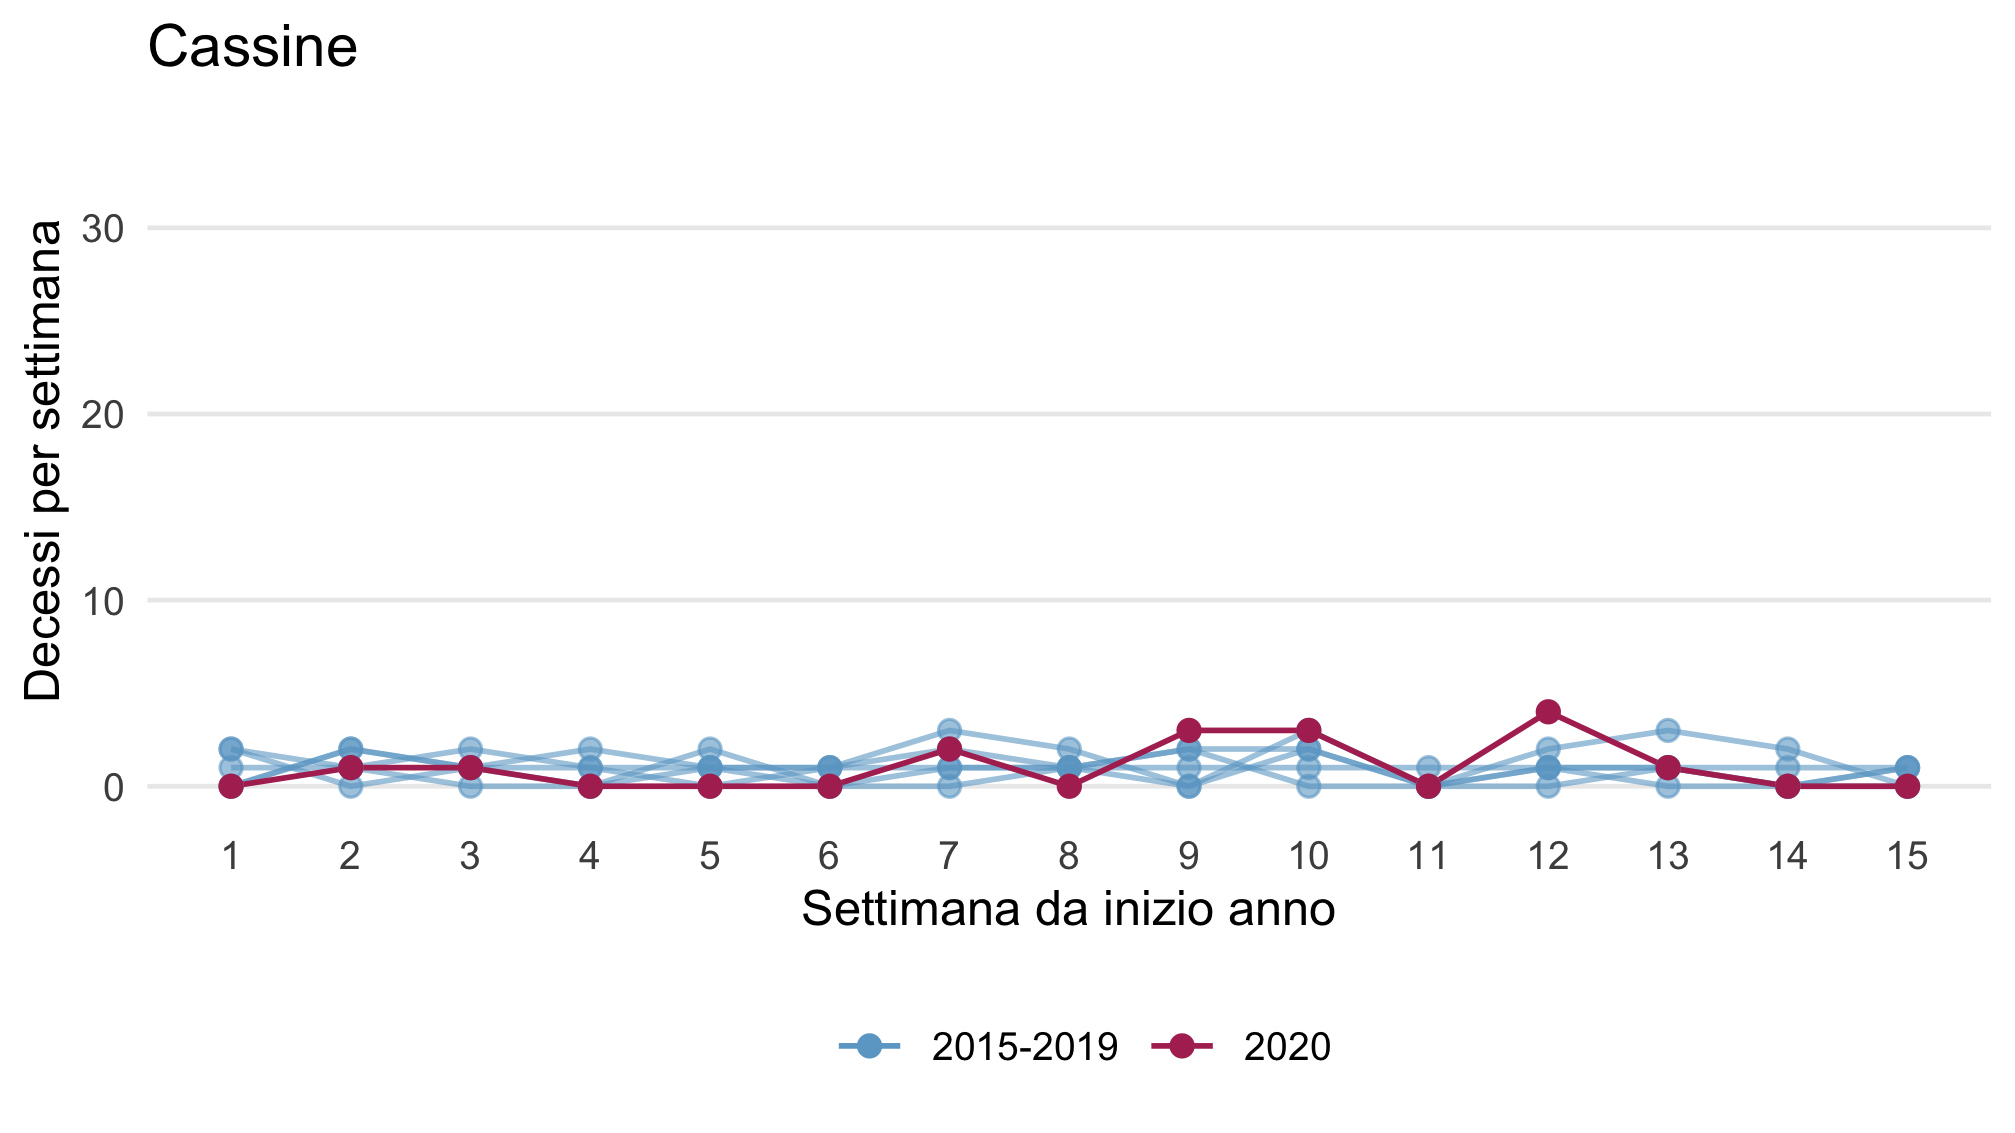 Cassine
Decessi per settimana
30
20
10
0
1 2 3 4 5 6 7 8 9 10 11 12 13 14 15
Settimana da inizio anno
2015-2019 2020